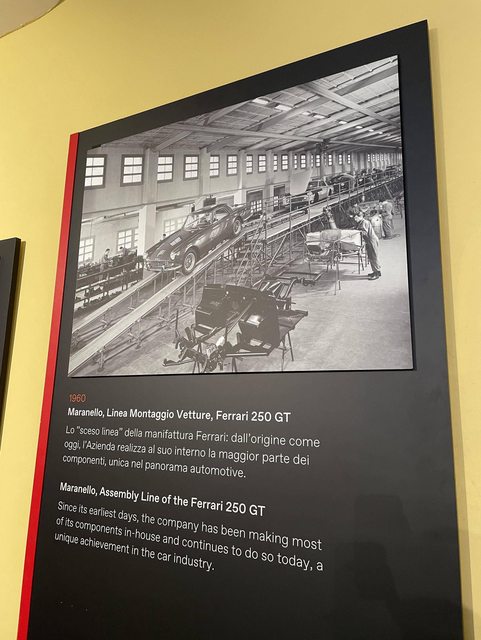 1960
Maranello, Linea Montaggio Vetture, Ferrari 250 GT
Lo "sceso linea" della manifattura Ferrari: dall'origine come
oggi, l'Azienda realizza al suo interno la maggior parte dei
componenti, unica nel panorama automotive.
Maranello, Assembly Line of the Ferrari 250 GT
Since its earliest days, the company has been making most
of its components in-house and continues to do so today, a
unique achievement in the car industry.